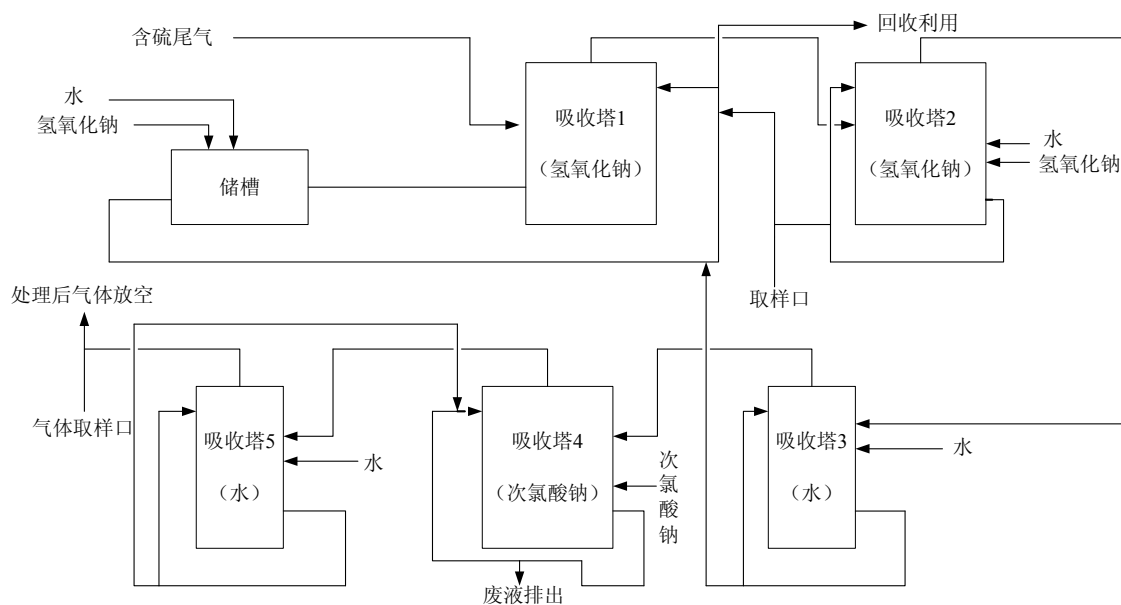 含硫尾气
回收利用
水
氢氧化钠
吸收塔1
（氢氧化钠）
吸收塔2
（氢氧化钠）
水
氢氧化钠
储槽
取样口
处理后气体放空
气体取样口
吸收塔5
（水）
水
吸收塔4
（次氯酸钠）
次
氯
酸
钠
吸收塔3
（水）
水
废液排出